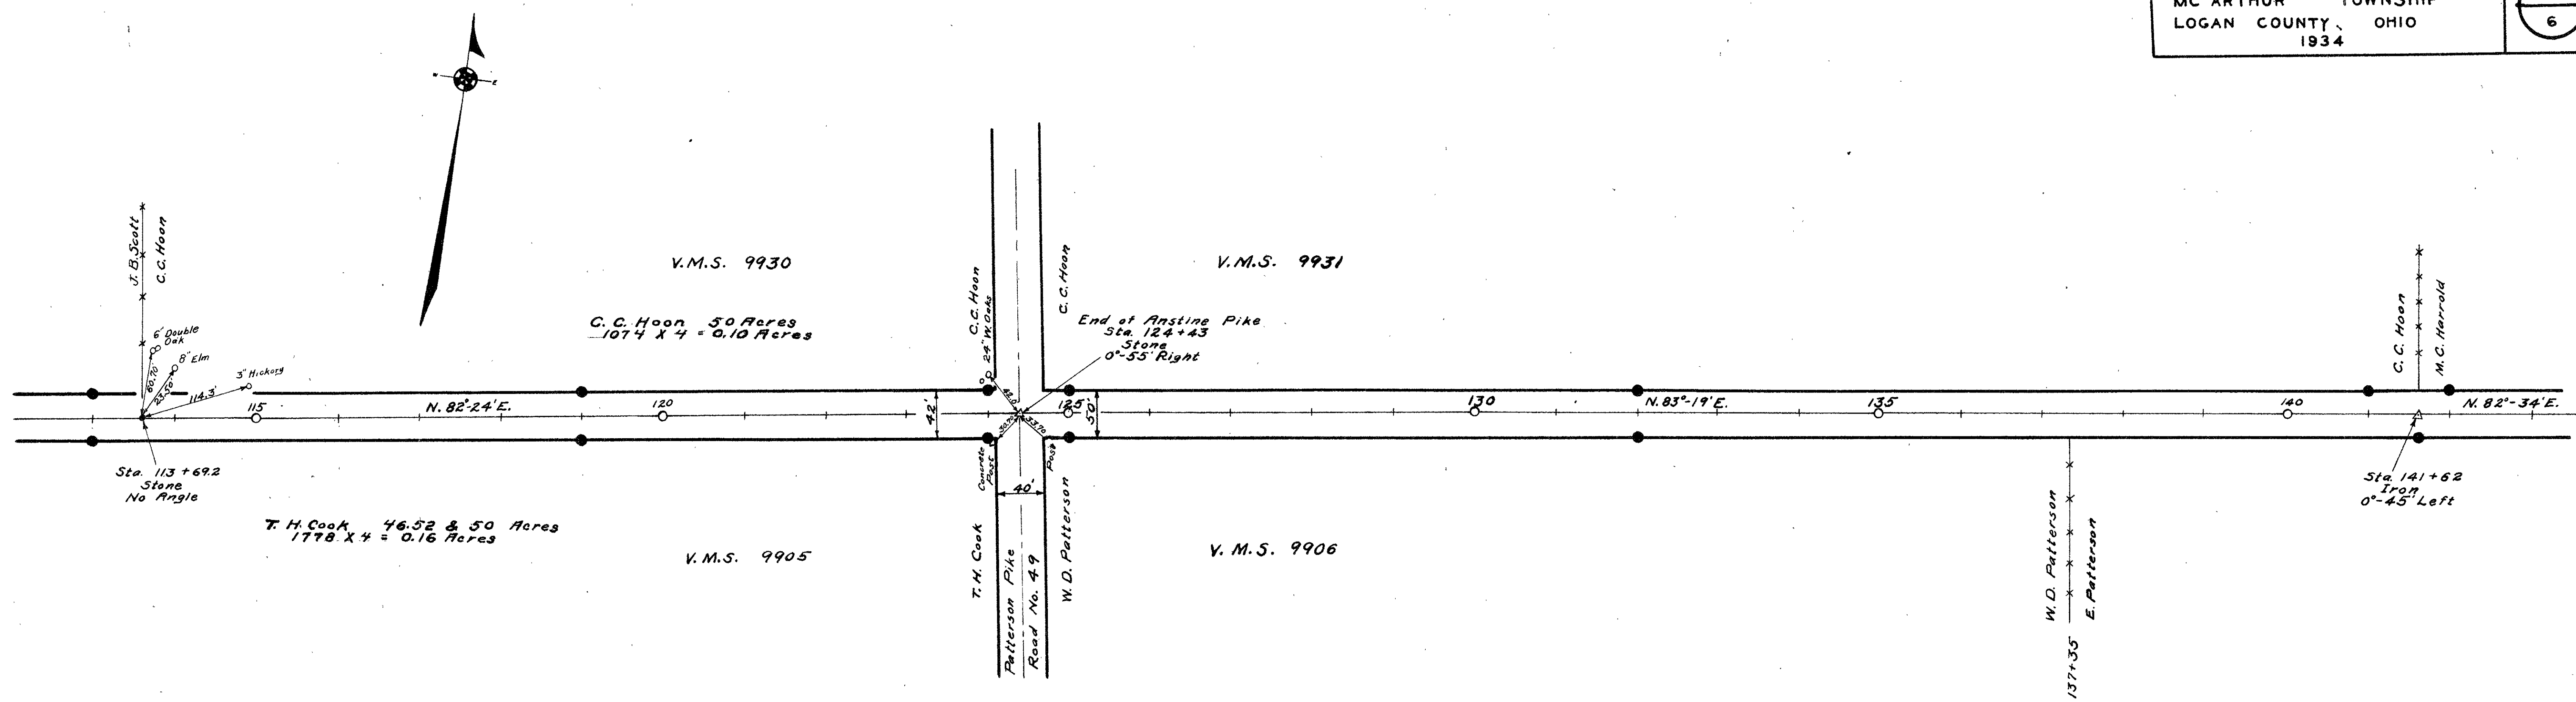 MC ARTHUR TOWNSHIP
LOGAN COUNTY, OHIO
1934
6
E
J.B.Scott
C.C.Hoon
V.M.S. 9930
V.M.S. 9931
C.C.Hoon
24" W.Oaks
C.C.Hoon
C.C. Hoon 50 Acres
1074 X 4 = 0.10 Acres
End of Anstine Pike
Sta. 124+43
Stone
0°-55' Right
C.C. Hoon
M.C. Harrold
6" Double
Oak
8" Elm
3" Hickory
60.70
23.50
114.3'
115
N. 82°-24' E.
120
42'
125
50'
130
N. 83°-19' E.
135
140
N. 82°-34' E.
33.70
Sta. 113+69.2
Stone
No Angle
Concrete
Post
Post
40'
Sta. 141+62
Iron
0°-45' Left
T. H. Cook 46.52 & 50 Acres
1778 X 4 = 0.16 Acres
V.M.S. 9905
T.H. Cook
Patterson Pike
Road No. 49
W.D. Patterson
V.M.S. 9906
W.D. Patterson
E. Patterson
137+35